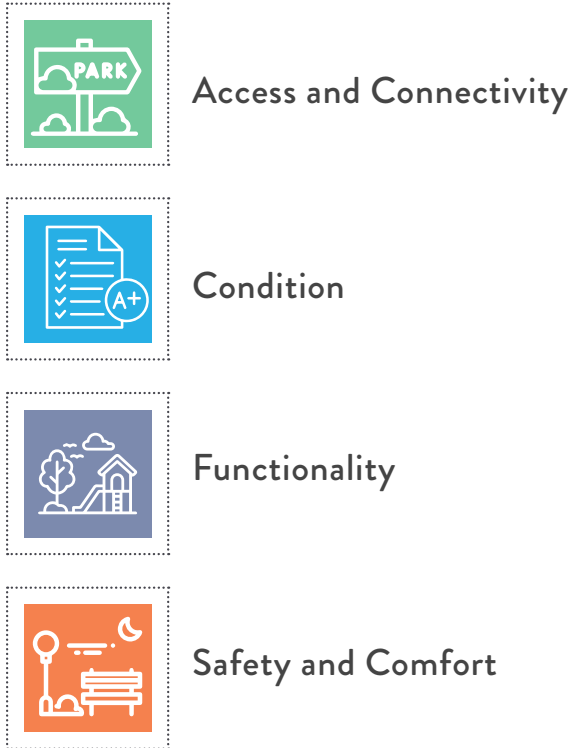 PARK
Access and Connectivity
A+
Condition
Functionality
Safety and Comfort